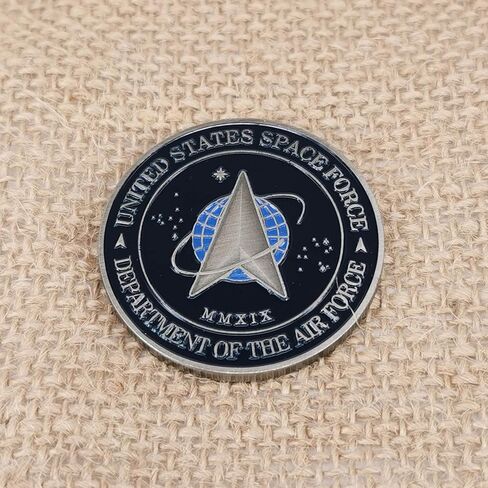 UNITED STATES SPACE FORCE
MMXIX
DEPARTMENT OF THE AIR FORCE